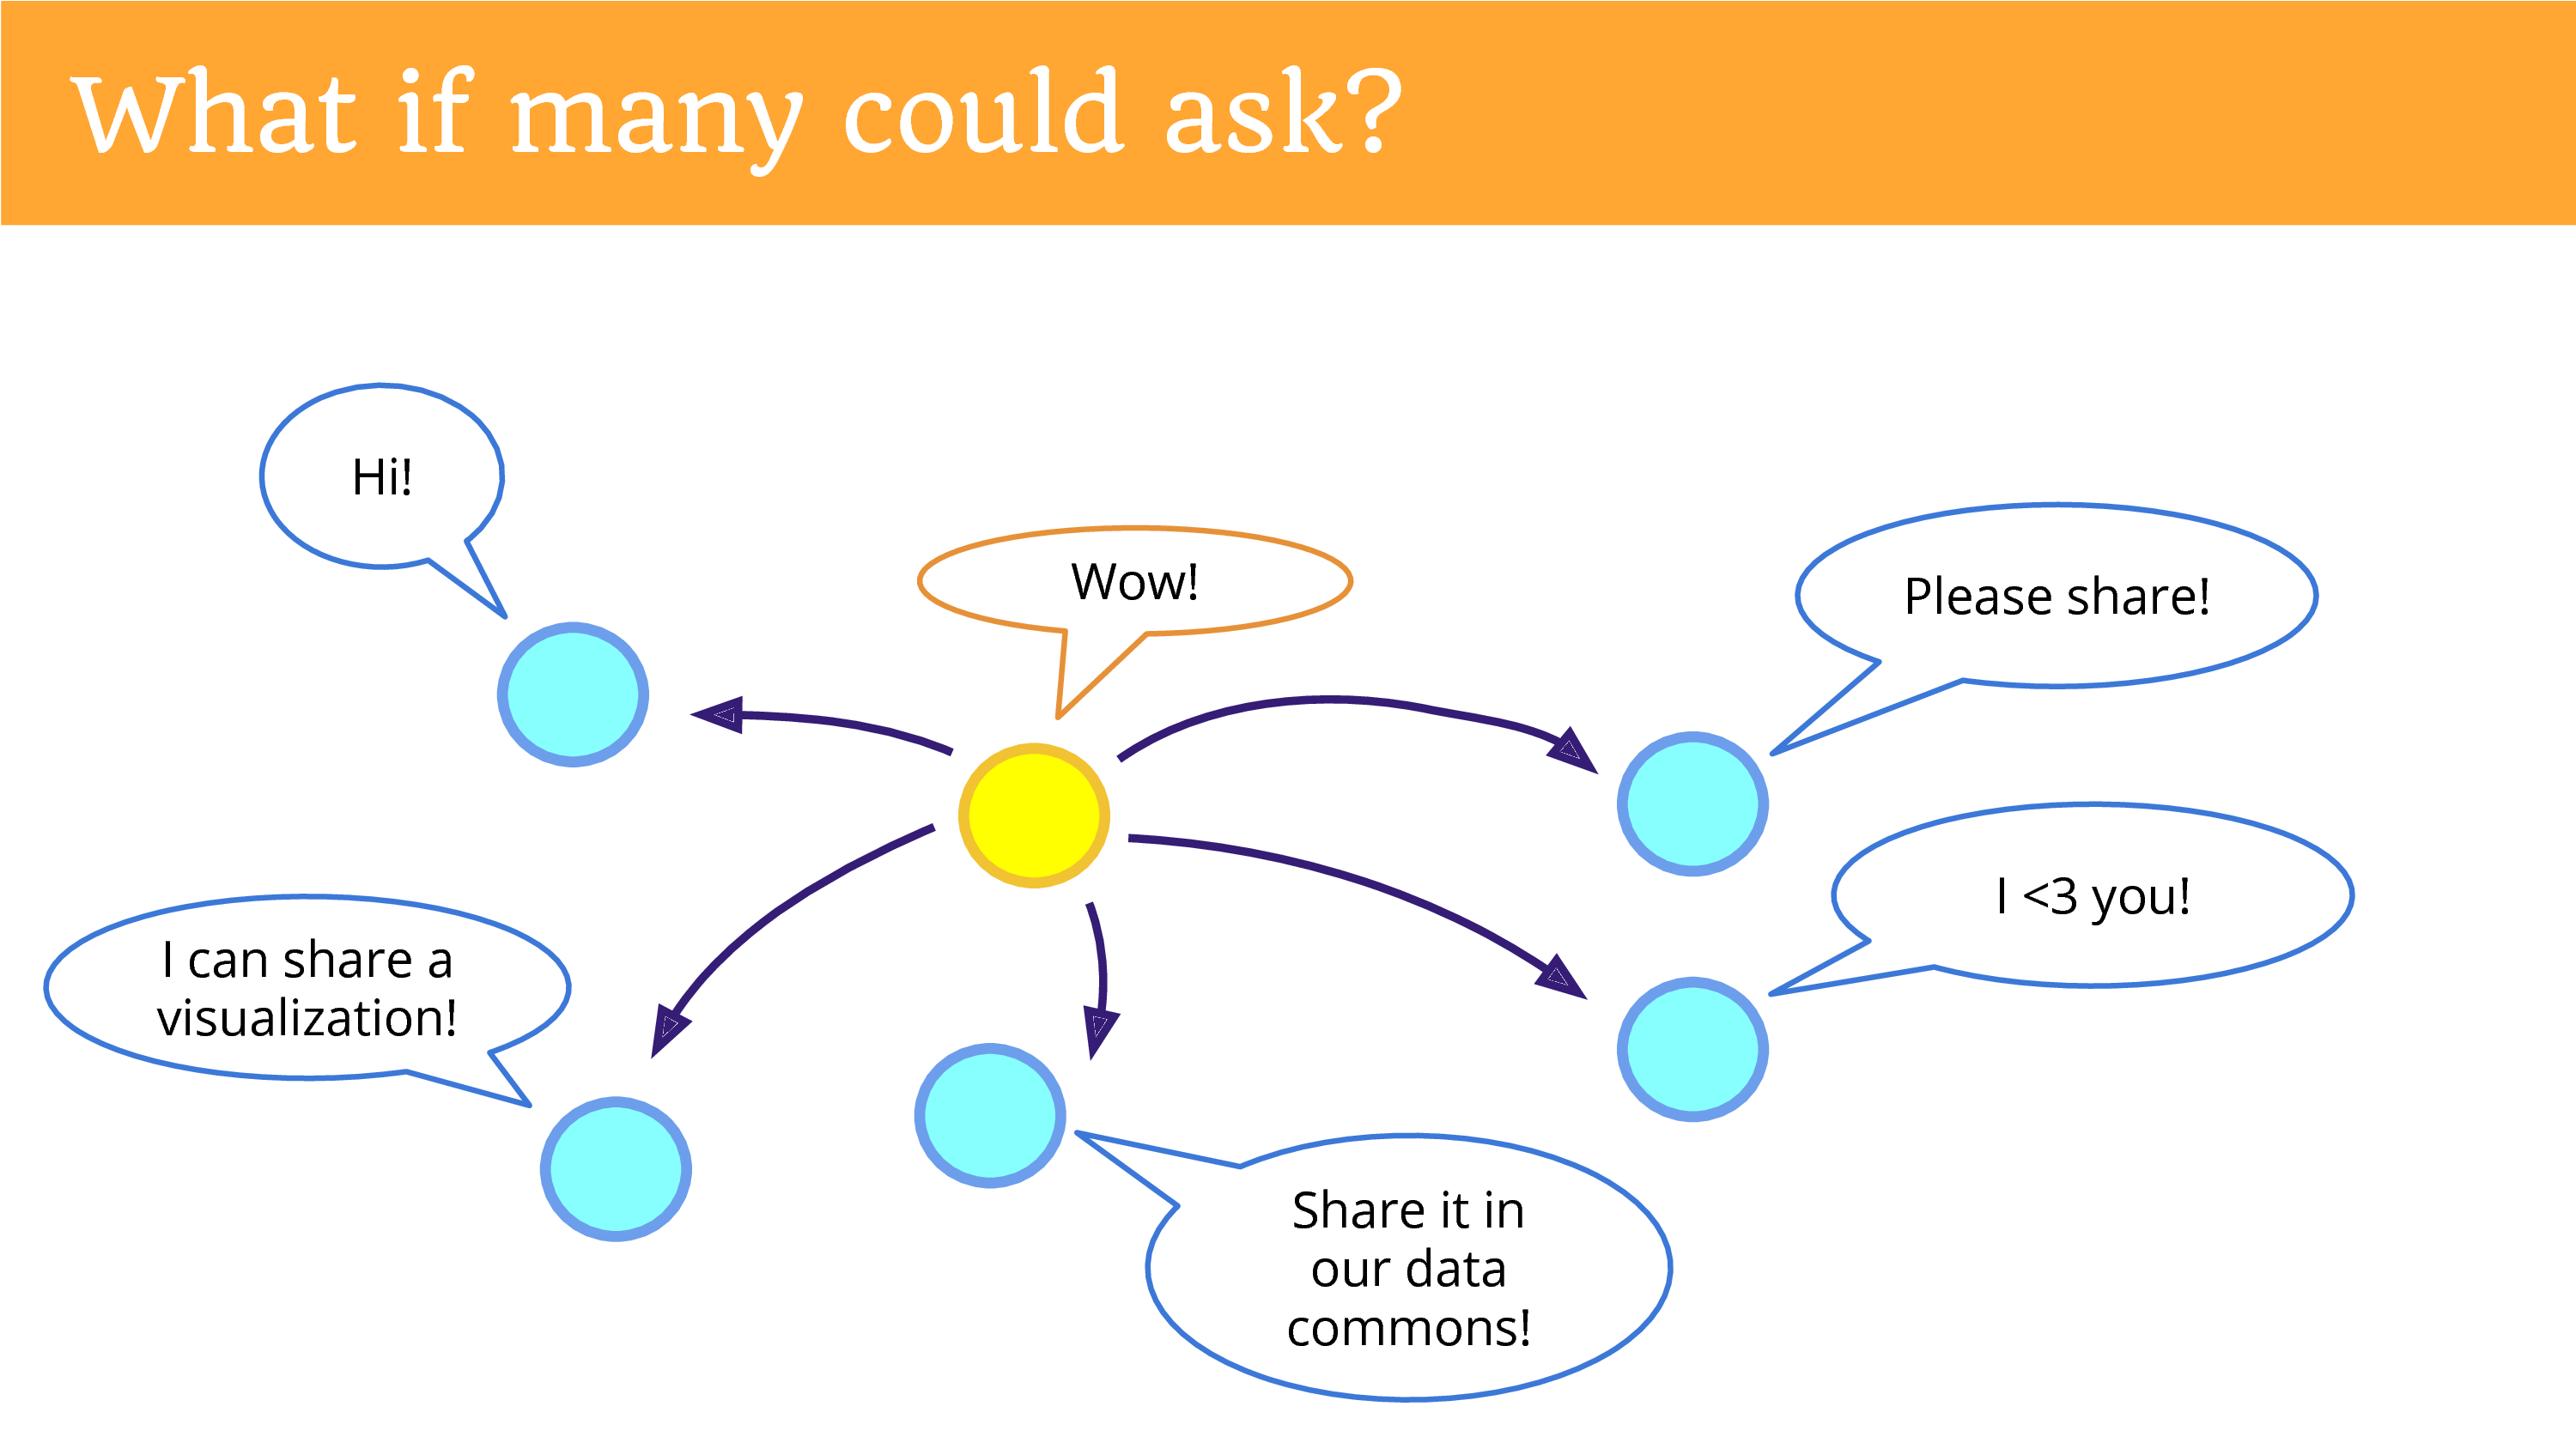 What if many could ask?
Hi!
Wow!
Please share!
I <3 you!
I can share a
visualization!
Share it in
our data
commons!